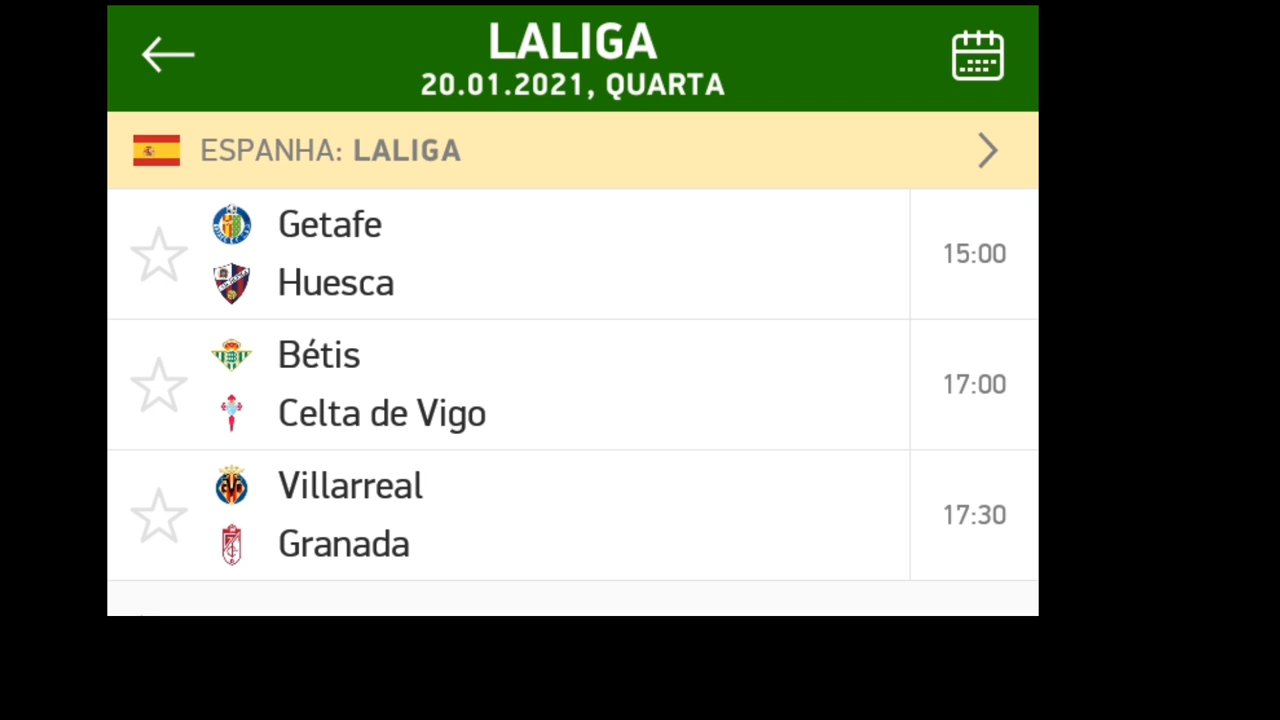 LALIGA
20.01.2021, QUARTA
ESPANHA: LALIGA
Getafe
Huesca
15:00
Bétis
Celta de Vigo
17:00
Villarreal
Granada
17:30